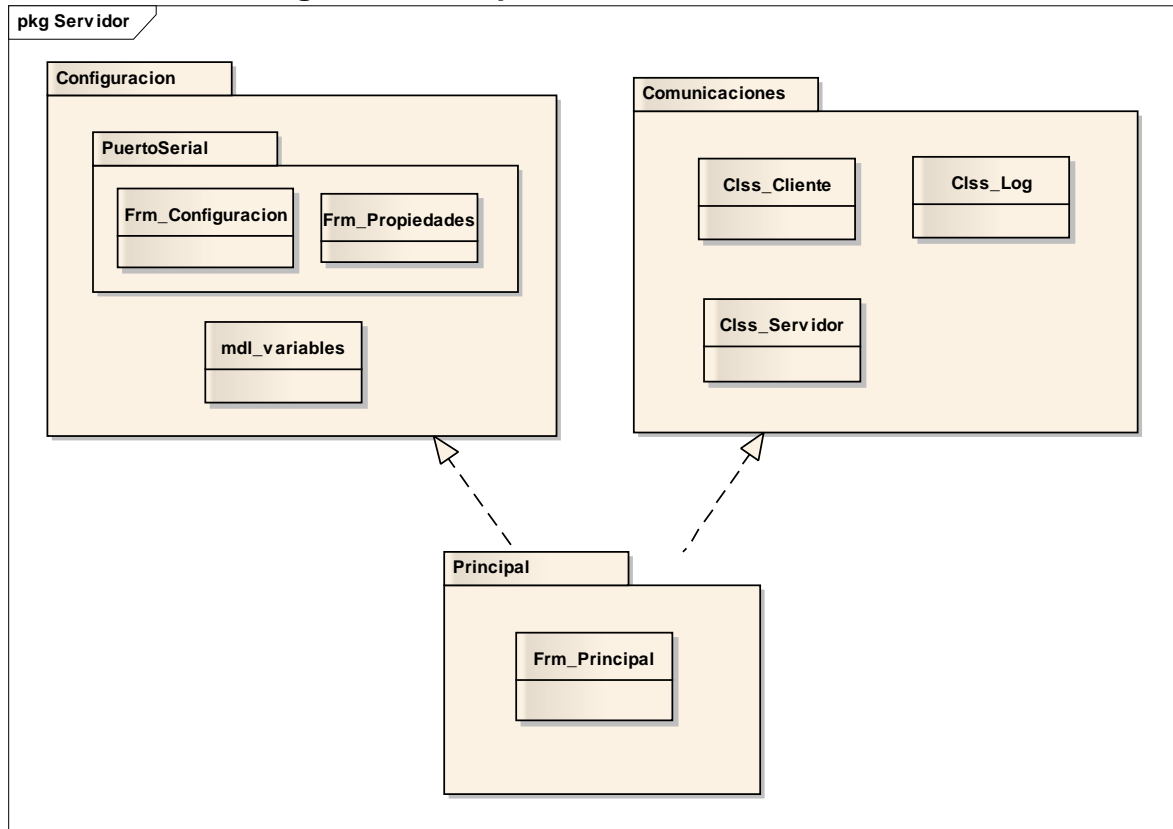 pkg Servidor
Configuracion
PuertoSerial
Frm_Configuracion
Frm_Propiedades
mdl_variables
Comunicaciones
Clss_Cliente
Clss_Log
Clss_Servidor
Principal
Frm_Principal